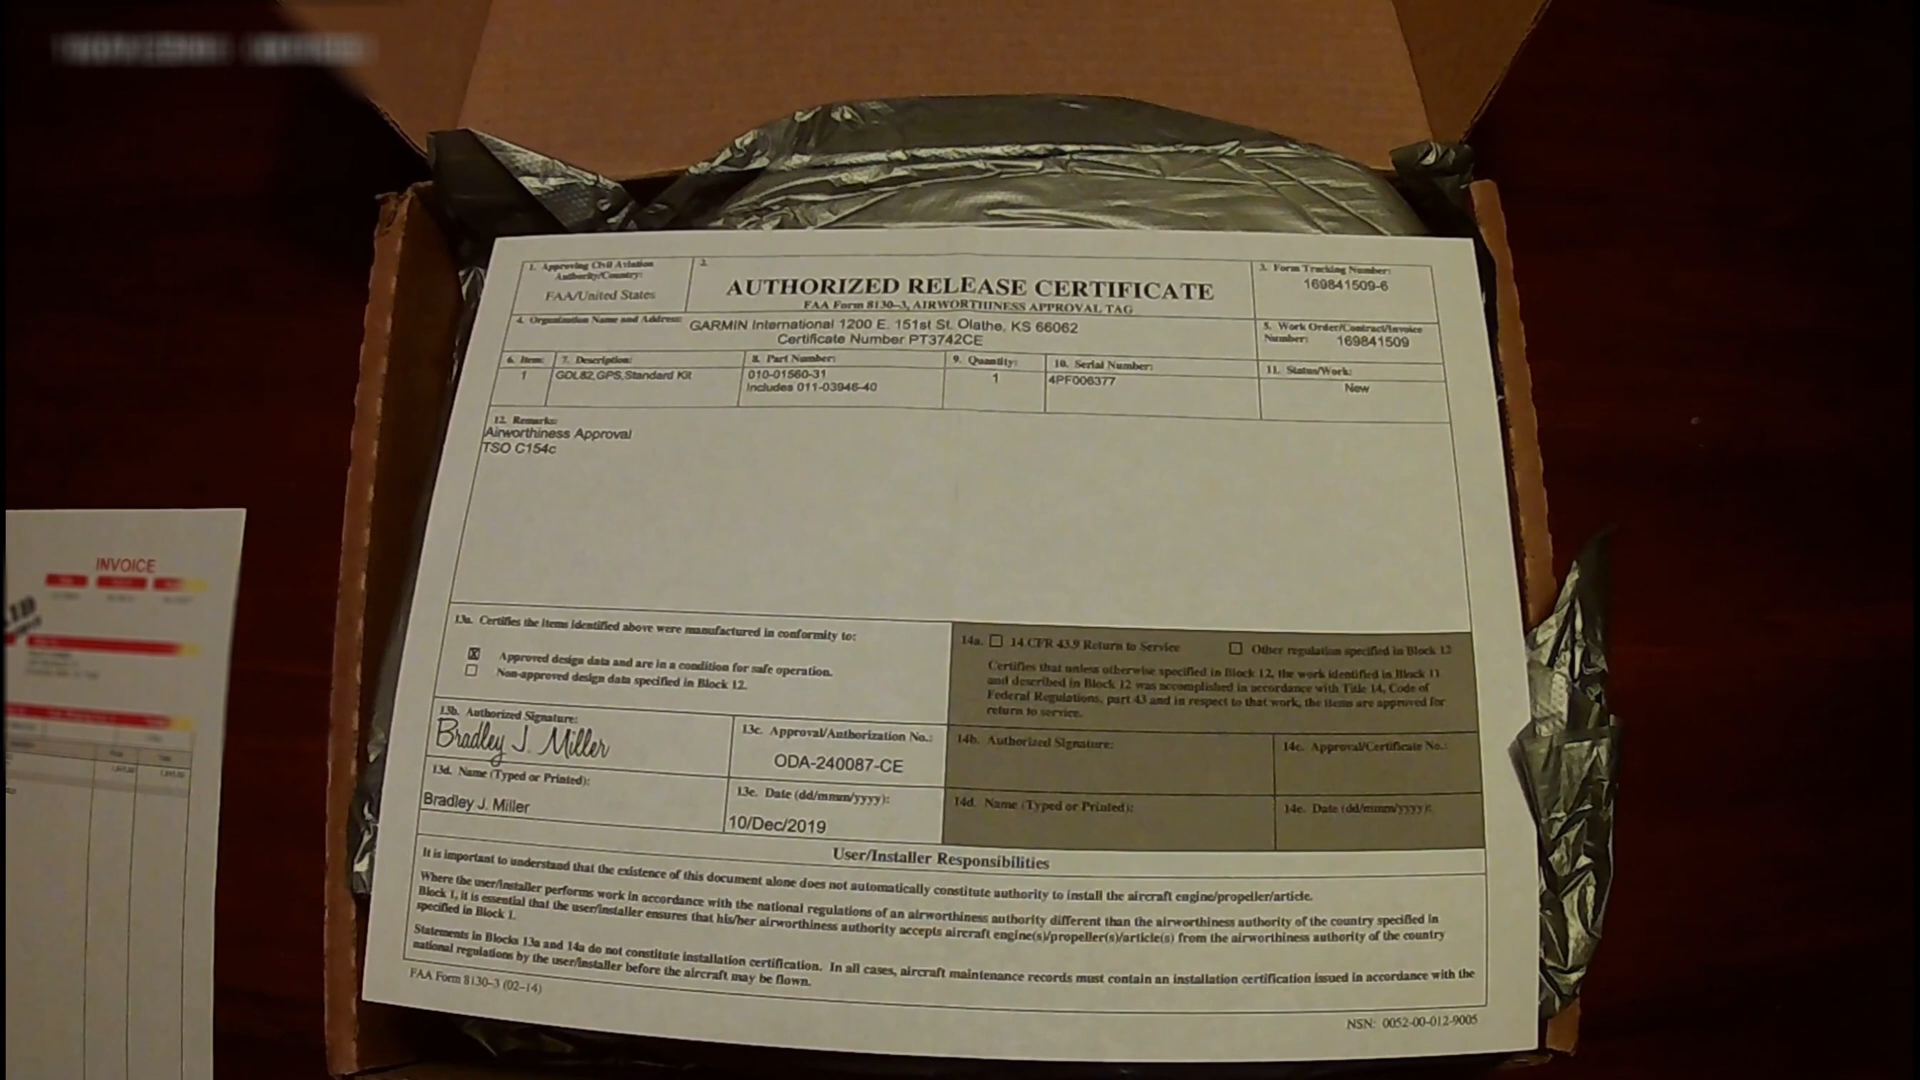 1. Approving Civil Aviation
Authority/Country:
FAA/United States
2.
AUTHORIZED RELEASE CERTIFICATE
FAA Form 8130–3, AIRWORTHINESS APPROVAL TAG
3. Form Tracking Number:
169841509-6
4. Organization Name and Address:
GARMIN International 1200 E. 151st St. Olathe, KS 66062
Certificate Number PT3742CE
5. Work Order/Contract/Invoice
Number: 169841509
6. Item: 7. Description: 8. Part Number: 9. Quantity: 10. Serial Number: 11. Status/Work:
1 GDL82,GPS,Standard Kit 010-01560-31 1 4PF006377 New
Includes 011-03946-40
12. Remarks:
Airworthiness Approval
TSO C154c
13a. Certifies the items identified above were manufactured in conformity to:
Approved design data and are in a condition for safe operation.
Non-approved design data specified in Block 12.
14a. 14 CFR 43.9 Return to Service Other regulation specified in Block 12
Certifies that unless otherwise specified in Block 12, the work identified in Block 11
and described in Block 12 was accomplished in accordance with Title 14, Code of
Federal Regulations, part 43 and in respect to that work, the items are approved for
return to service.
13b. Authorized Signature:
Bradley J. Miller
13c. Approval/Authorization No.:
ODA-240087-CE
14b. Authorized Signature:
14c. Approval/Certificate No.:
13d. Name (Typed or Printed):
Bradley J. Miller
13e. Date (dd/mmm/yyyy):
10/Dec/2019
14d. Name (Typed or Printed):
14e. Date (dd/mmm/yyyy):
User/Installer Responsibilities
It is important to understand that the existence of this document alone does not automatically constitute authority to install the aircraft engine/propeller/article.
Where the user/installer performs work in accordance with the national regulations of an airworthiness authority different than the airworthiness authority of the country specified in
Block 1, it is essential that the user/installer ensures that his/her airworthiness authority accepts aircraft engine(s)/propeller(s)/article(s) from the airworthiness authority of the country
specified in Block 1.
Statements in Blocks 13a and 14a do not constitute installation certification. In all cases, aircraft maintenance records must contain an installation certification issued in accordance with the
national regulations by the user/installer before the aircraft may be flown.
FAA Form 8130–3 (02–14)
NSN: 0052-00-012-9005
INVOICE